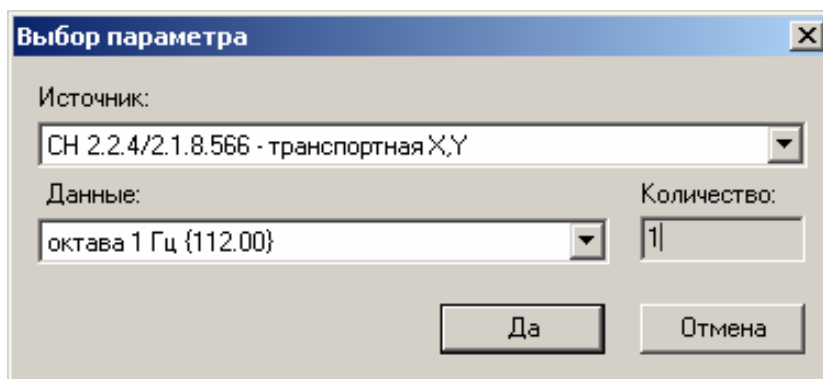 Выбор параметра
Источник:
СН 2.2.4/2.1.8.566 - транспортная X,Y
Данные:
Количество:
октава 1 Гц {112.00}
1
Да
Отмена